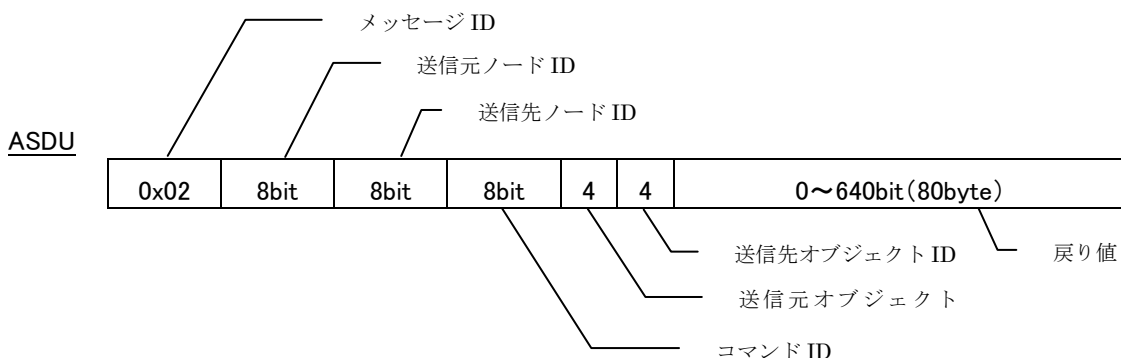 メッセージ ID
送信元ノード ID
送信先ノード ID
ASDU
0x02 8bit 8bit 8bit 4 4 0～640bit(80byte)
送信先オブジェクト ID 戻り値
送信元オブジェクト
コマンド ID